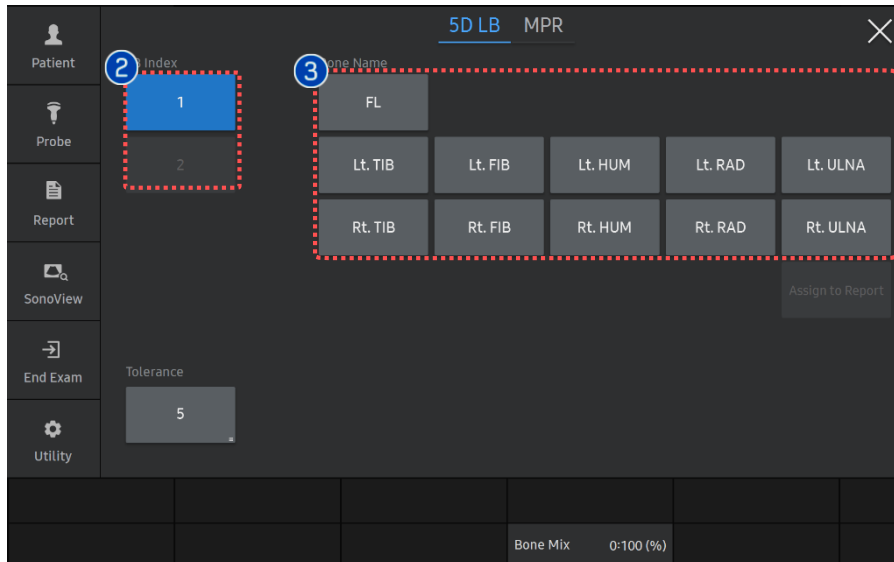 5D LB MPR
Patient
2
Index
3
one Name
1
FL
Probe
2
Lt. TIB Lt. FIB Lt. HUM Lt. RAD Lt. ULNA
Report
Rt. TIB Rt. FIB Rt. HUM Rt. RAD Rt. ULNA
SonoView
Assign to Report
End Exam
Tolerance
5
Utility
Bone Mix 0:100 (%)